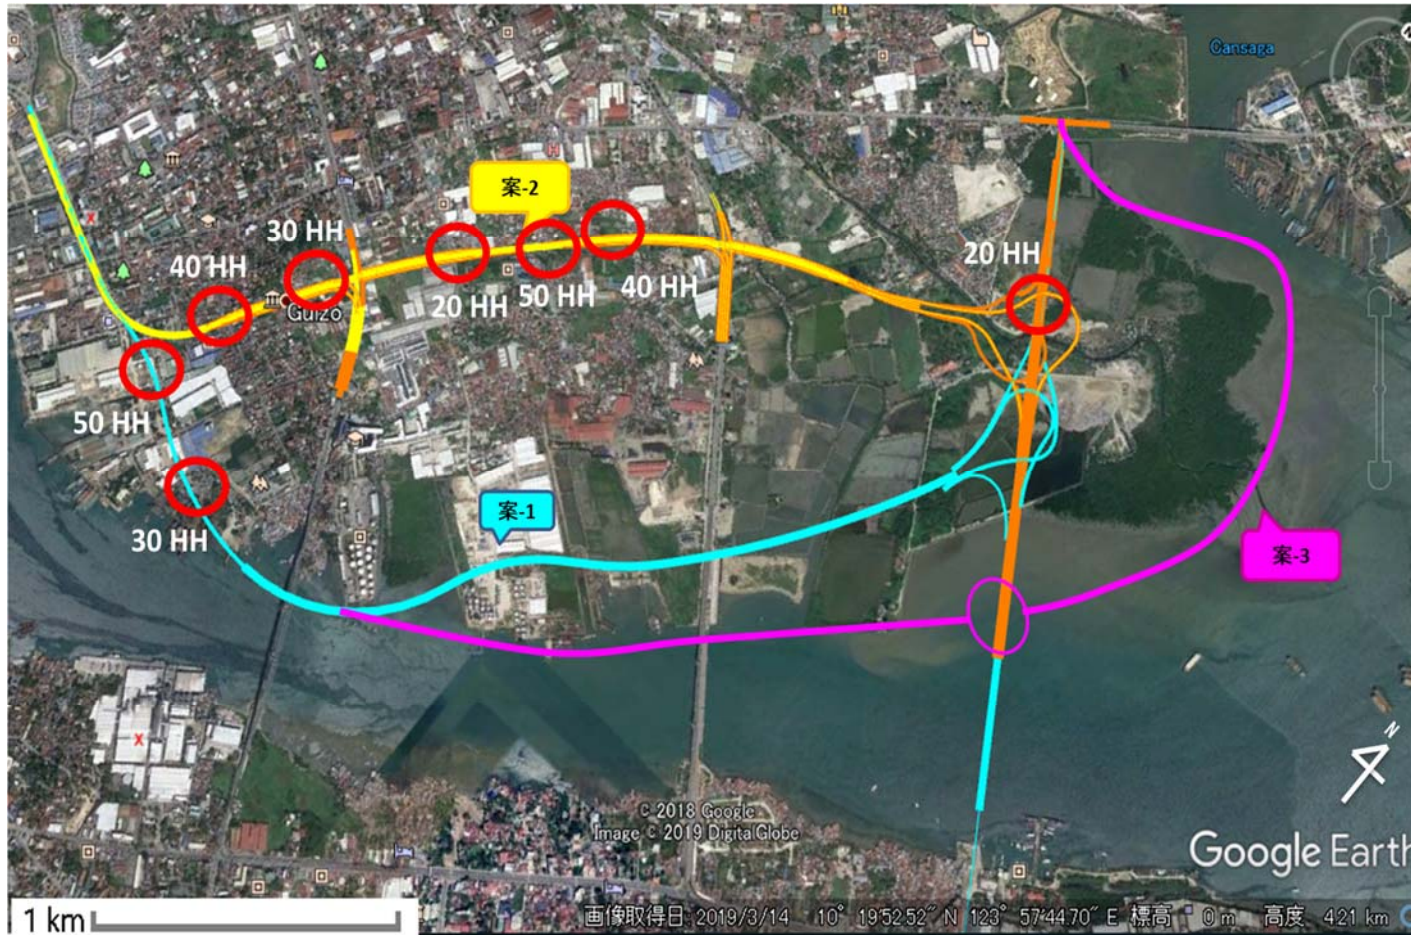 Cansaga
案-2
30 HH
20 HH
40 HH
20 HH
50 HH
40 HH
Guizo
50 HH
案-1
30 HH
案-3
N
© 2018 Google
Image © 2019 DigitalGlobe
Google Earth
1 km
画像取得日: 2019/3/14 10° 19'52.52" N 123° 57'44.70" E 標高 0 m 高度 4.21 km